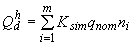 Q_d^h = \sum_{i=1}^{m} K_{sim} q_{nom} n_i